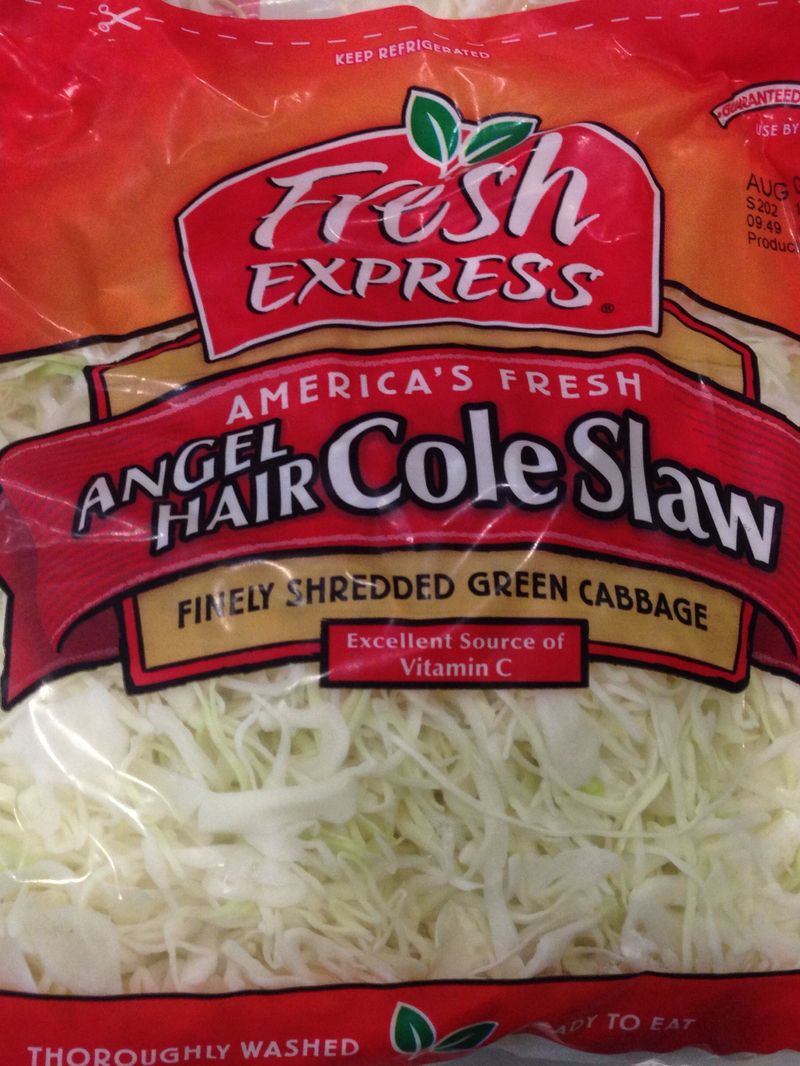 KEEP REFRIGERATED
GUARANTEED
USE BY
AUG
S202
09:49
Fresh
EXPRESS®
AMERICA'S FRESH
ANGEL HAIR Cole Slaw
FINELY SHREDDED GREEN CABBAGE
Excellent Source of
Vitamin C
THOROUGHLY WASHED
TO EAT